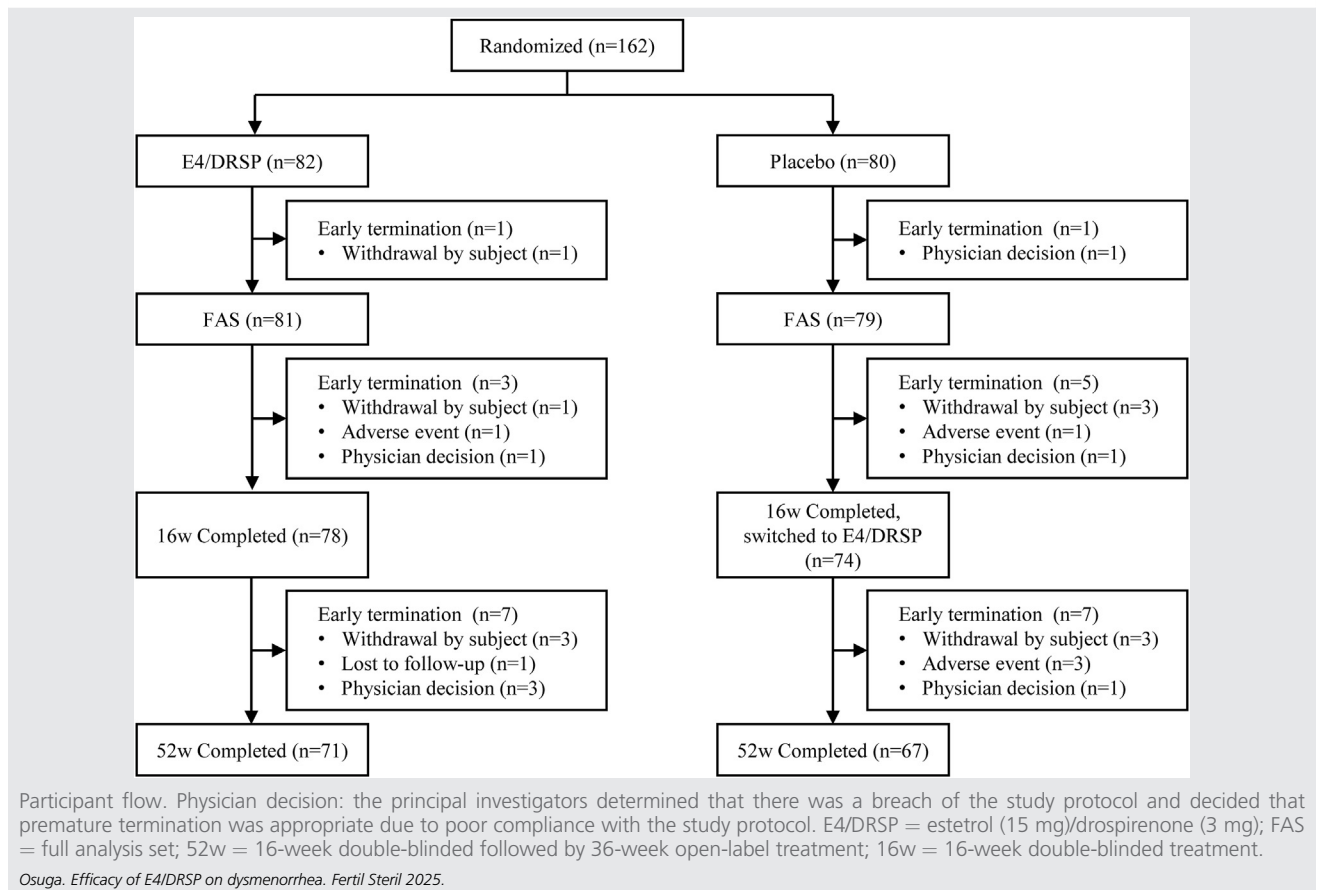 Randomized (n=162)
E4/DRSP (n=82)
Placebo (n=80)
Early termination (n=1)
• Withdrawal by subject (n=1)
Early termination (n=1)
• Physician decision (n=1)
FAS (n=81)
FAS (n=79)
Early termination (n=3)
• Withdrawal by subject (n=1)
• Adverse event (n=1)
• Physician decision (n=1)
Early termination (n=5)
• Withdrawal by subject (n=3)
• Adverse event (n=1)
• Physician decision (n=1)
16w Completed (n=78)
16w Completed,
switched to E4/DRSP
(n=74)
Early termination (n=7)
• Withdrawal by subject (n=3)
• Lost to follow-up (n=1)
• Physician decision (n=3)
Early termination (n=7)
• Withdrawal by subject (n=3)
• Adverse event (n=3)
• Physician decision (n=1)
52w Completed (n=71)
52w Completed (n=67)
Participant flow. Physician decision: the principal investigators determined that there was a breach of the study protocol and decided that
premature termination was appropriate due to poor compliance with the study protocol. E4/DRSP = estetrol (15 mg)/drospirenone (3 mg); FAS
= full analysis set; 52w = 16-week double-blinded followed by 36-week open-label treatment; 16w = 16-week double-blinded treatment.
Osuga. Efficacy of E4/DRSP on dysmenorrhea. Fertil Steril 2025.